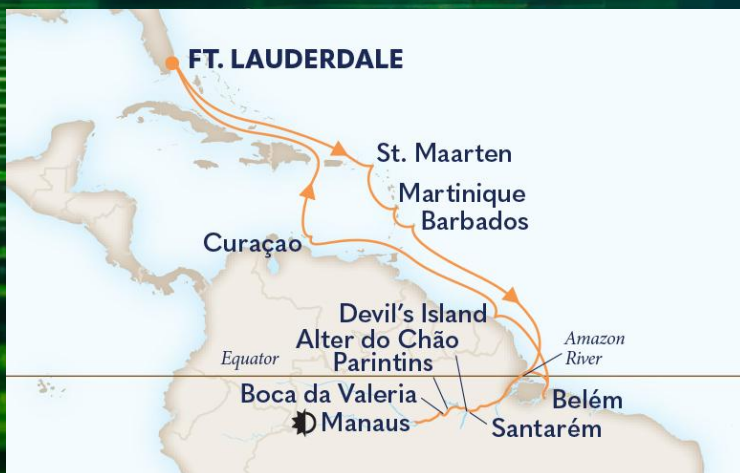 FT. LAUDERDALE
St. Maarten
Martinique
Barbados
Curaçao
Devil's Island
Alter do Chão
Amazon
River
Equator
Parintins
Boca da Valeria
Belém
Manaus
Santarém